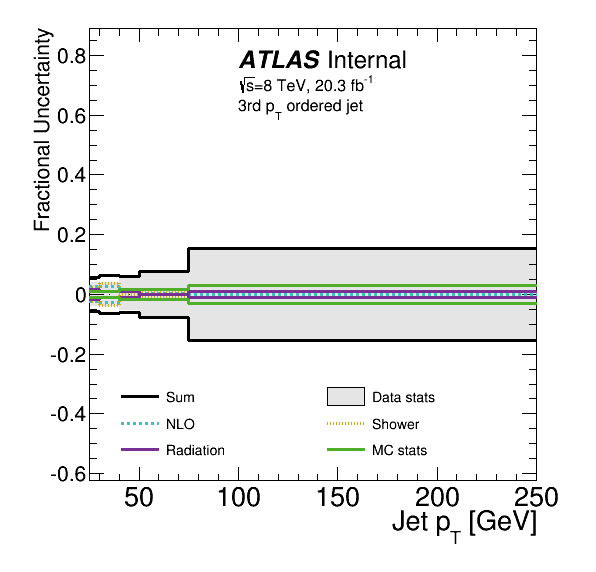 Fractional Uncertainty
0.8
0.6
0.4
0.2
0
-0.2
-0.4
-0.6
ATLAS Internal
√s=8 TeV, 20.3 fb⁻¹
3rd p_T ordered jet
Sum
Data stats
NLO
Shower
Radiation
MC stats
50 100 150 200 250
Jet p_T [GeV]